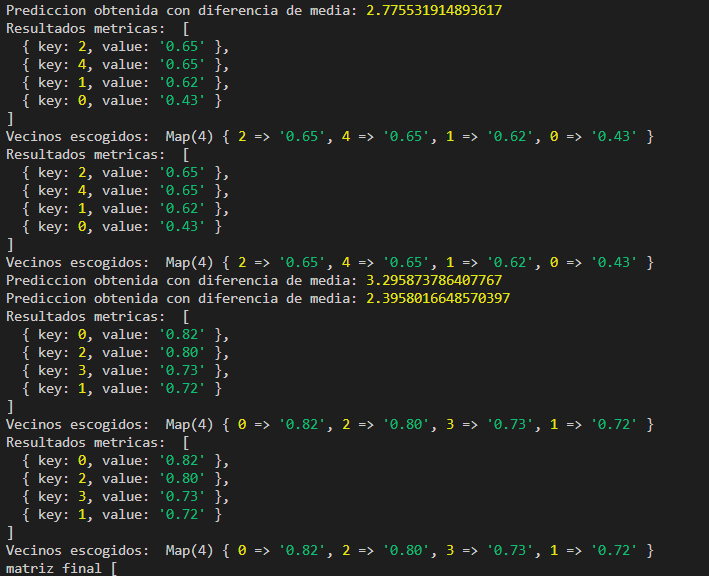 Prediccion obtenida con diferencia de media: 2.775531914893617
Resultados metricas:  [
  { key: 2, value: '0.65' },
  { key: 4, value: '0.65' },
  { key: 1, value: '0.62' },
  { key: 0, value: '0.43' }
]
Vecinos escogidos:  Map(4) { 2 => '0.65', 4 => '0.65', 1 => '0.62', 0 => '0.43' }
Resultados metricas:  [
  { key: 2, value: '0.65' },
  { key: 4, value: '0.65' },
  { key: 1, value: '0.62' },
  { key: 0, value: '0.43' }
]
Vecinos escogidos:  Map(4) { 2 => '0.65', 4 => '0.65', 1 => '0.62', 0 => '0.43' }
Prediccion obtenida con diferencia de media: 3.295873786407767
Prediccion obtenida con diferencia de media: 2.3958016648570397
Resultados metricas:  [
  { key: 0, value: '0.82' },
  { key: 2, value: '0.80' },
  { key: 3, value: '0.73' },
  { key: 1, value: '0.72' }
]
Vecinos escogidos:  Map(4) { 0 => '0.82', 2 => '0.80', 3 => '0.73', 1 => '0.72' }
Resultados metricas:  [
  { key: 0, value: '0.82' },
  { key: 2, value: '0.80' },
  { key: 3, value: '0.73' },
  { key: 1, value: '0.72' }
]
Vecinos escogidos:  Map(4) { 0 => '0.82', 2 => '0.80', 3 => '0.73', 1 => '0.72' }
matriz final [